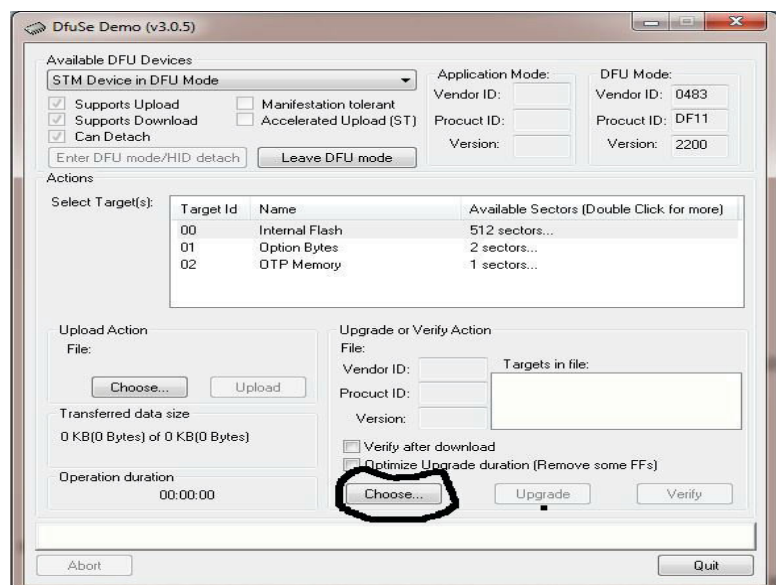 DfuSe Demo (v3.0.5)
Available DFU Devices
STM Device in DFU Mode
Supports Upload
Manifestation tolerant
Supports Download
Accelerated Upload (ST)
Can Detach
Enter DFU mode/HID detach
Leave DFU mode
Application Mode:
Vendor ID:
Procuct ID:
Version:
DFU Mode:
Vendor ID: 0483
Procuct ID: DF11
Version: 2200
Actions
Select Target(s):
Target Id Name Available Sectors (Double Click for more)
00 Internal Flash 512 sectors...
01 Option Bytes 2 sectors...
02 OTP Memory 1 sectors...
Upload Action
File:
Choose... Upload
Transferred data size
0 KB(0 Bytes) of 0 KB(0 Bytes)
Operation duration
00:00:00
Upgrade or Verify Action
File:
Vendor ID:
Procuct ID:
Version:
Targets in file:
Verify after download
Optimize Upgrade duration (Remove some FFs)
Choose... Upgrade Verify
Abort Quit